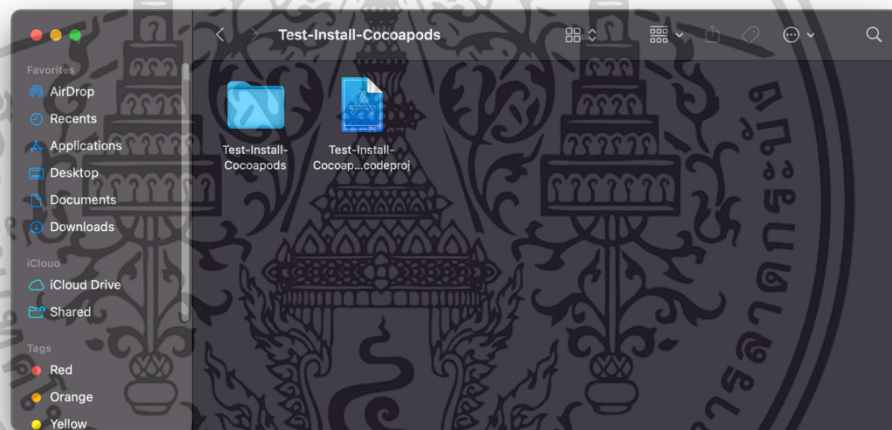 Test-Install-Cocoapods
Favorites
AirDrop
Recents
Applications
Desktop
Documents
Downloads
iCloud
iCloud Drive
Shared
Tags
Red
Orange
Yellow
Test-Install-
Cocoapods
Test-Install-
Cocoap...codeproj